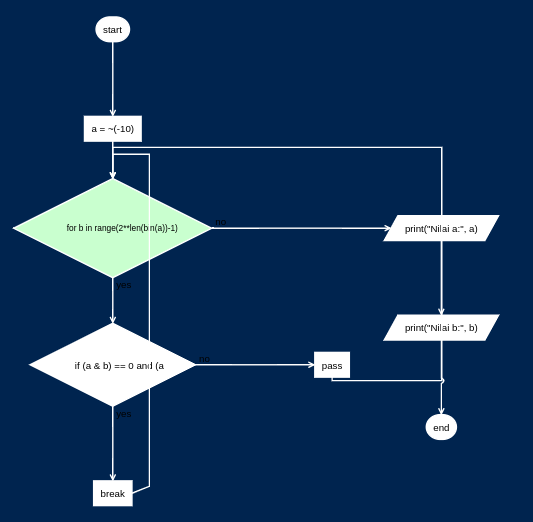 start
a = ~(-10)
no
for b in range(2**len(bin(a))-1)
print("Nilai a:", a)
yes
print("Nilai b:", b)
no
if (a & b) == 0 and (a
pass
yes
end
break